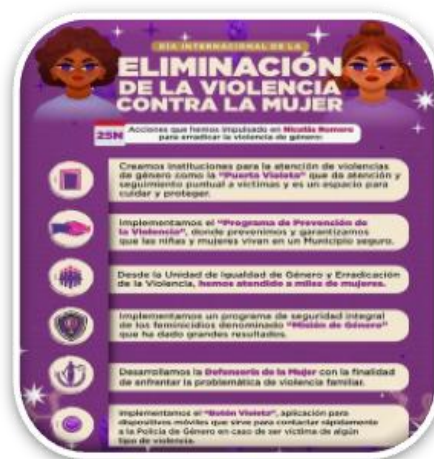 DÍA INTERNACIONAL DE LA
ELIMINACIÓN
DE LA VIOLENCIA
CONTRA LA MUJER
25N
Acciones que hemos impulsado en Nicolás Romero
para erradicar la violencia de género:
Creamos instituciones para la atención de violencias
de género como la "Puerta Violeta" que da atención y
seguimiento puntual a víctimas y es un espacio para
cuidar y proteger.
Implementamos el "Programa de Prevención de
la Violencia", donde prevenimos y garantizamos
que las niñas y mujeres vivan en un Municipio seguro.
Desde la Unidad de Igualdad de Género y Erradicación
de la Violencia, hemos atendido a miles de mujeres.
Implementamos un programa de seguridad integral
de los feminicidios denominado "Misión de Género"
que ha dado grandes resultados.
Desarrollamos la Defensoría de la Mujer con la finalidad
de enfrentar la problemática de violencia familiar.
Implementamos el "Botón Violeta", aplicación para
dispositivos móviles que sirve para contactar rápidamente
a la Policía de Género en caso de ser víctima de algún
tipo de violencia.